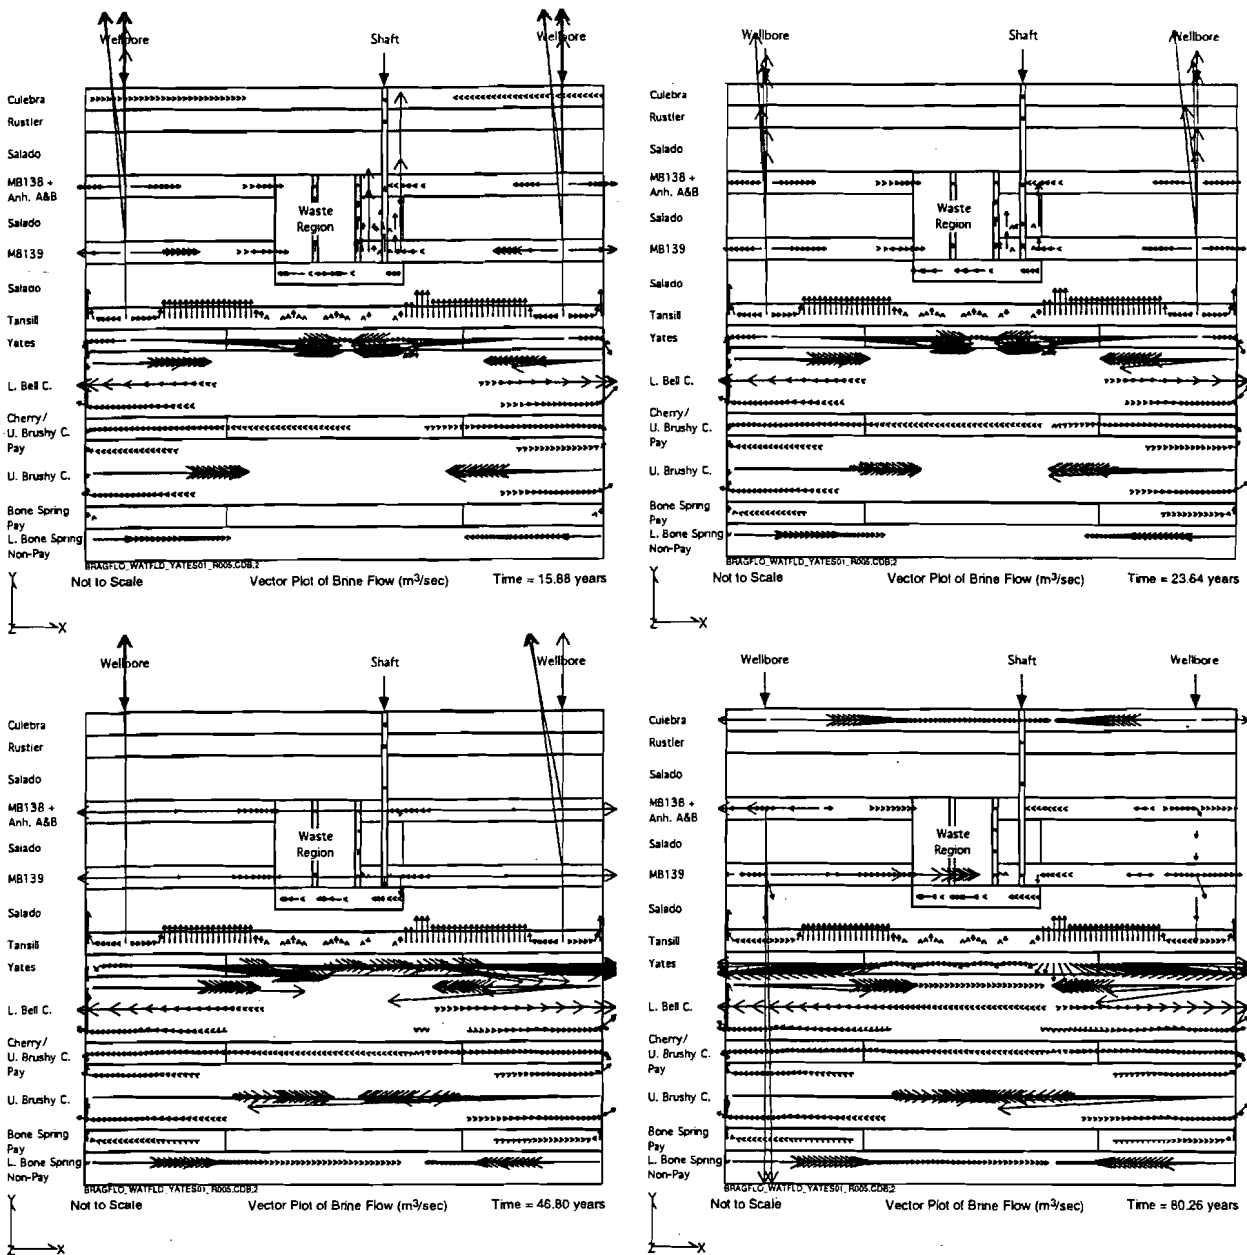 Wellbore Shaft Wellbore
Culebra
Rustler
Salado
MB138 +
Anh. A&B
Waste
Region
Salado
MB139
Salado
Tansill
Yates
L. Bell C.
Cherry/
U. Brushy C.
Pay
U. Brushy C.
Bone Spring
Pay
L. Bone Spring
Non-Pay
BRAGFLO_WATFLD_YATES01_R005.CDB;2
Not to Scale Vector Plot of Brine Flow (m³/sec) Time = 15.88 years
Y
Z X
Wellbore Shaft Wellbore
Culebra
Rustler
Salado
MB138 +
Anh. A&B
Waste
Region
Salado
MB139
Salado
Tansill
Yates
L. Bell C.
Cherry/
U. Brushy C.
Pay
U. Brushy C.
Bone Spring
Pay
L. Bone Spring
Non-Pay
BRAGFLO_WATFLD_YATES01_R005.CDB;2
Not to Scale Vector Plot of Brine Flow (m³/sec) Time = 23.64 years
Y
Z X
Wellbore Shaft Wellbore
Culebra
Rustler
Salado
MB138 +
Anh. A&B
Waste
Region
Salado
MB139
Salado
Tansill
Yates
L. Bell C.
Cherry/
U. Brushy C.
Pay
U. Brushy C.
Bone Spring
Pay
L. Bone Spring
Non-Pay
BRAGFLO_WATFLD_YATES01_R005.CDB;2
Not to Scale Vector Plot of Brine Flow (m³/sec) Time = 46.80 years
Y
Z X
Wellbore Shaft Wellbore
Culebra
Rustler
Salado
MB138 +
Anh. A&B
Waste
Region
Salado
MB139
Salado
Tansill
Yates
L. Bell C.
Cherry/
U. Brushy C.
Pay
U. Brushy C.
Bone Spring
Pay
L. Bone Spring
Non-Pay
BRAGFLO_WATFLD_YATES01_R005.CDB;2
Not to Scale Vector Plot of Brine Flow (m³/sec) Time = 80.26 years
Y
Z X